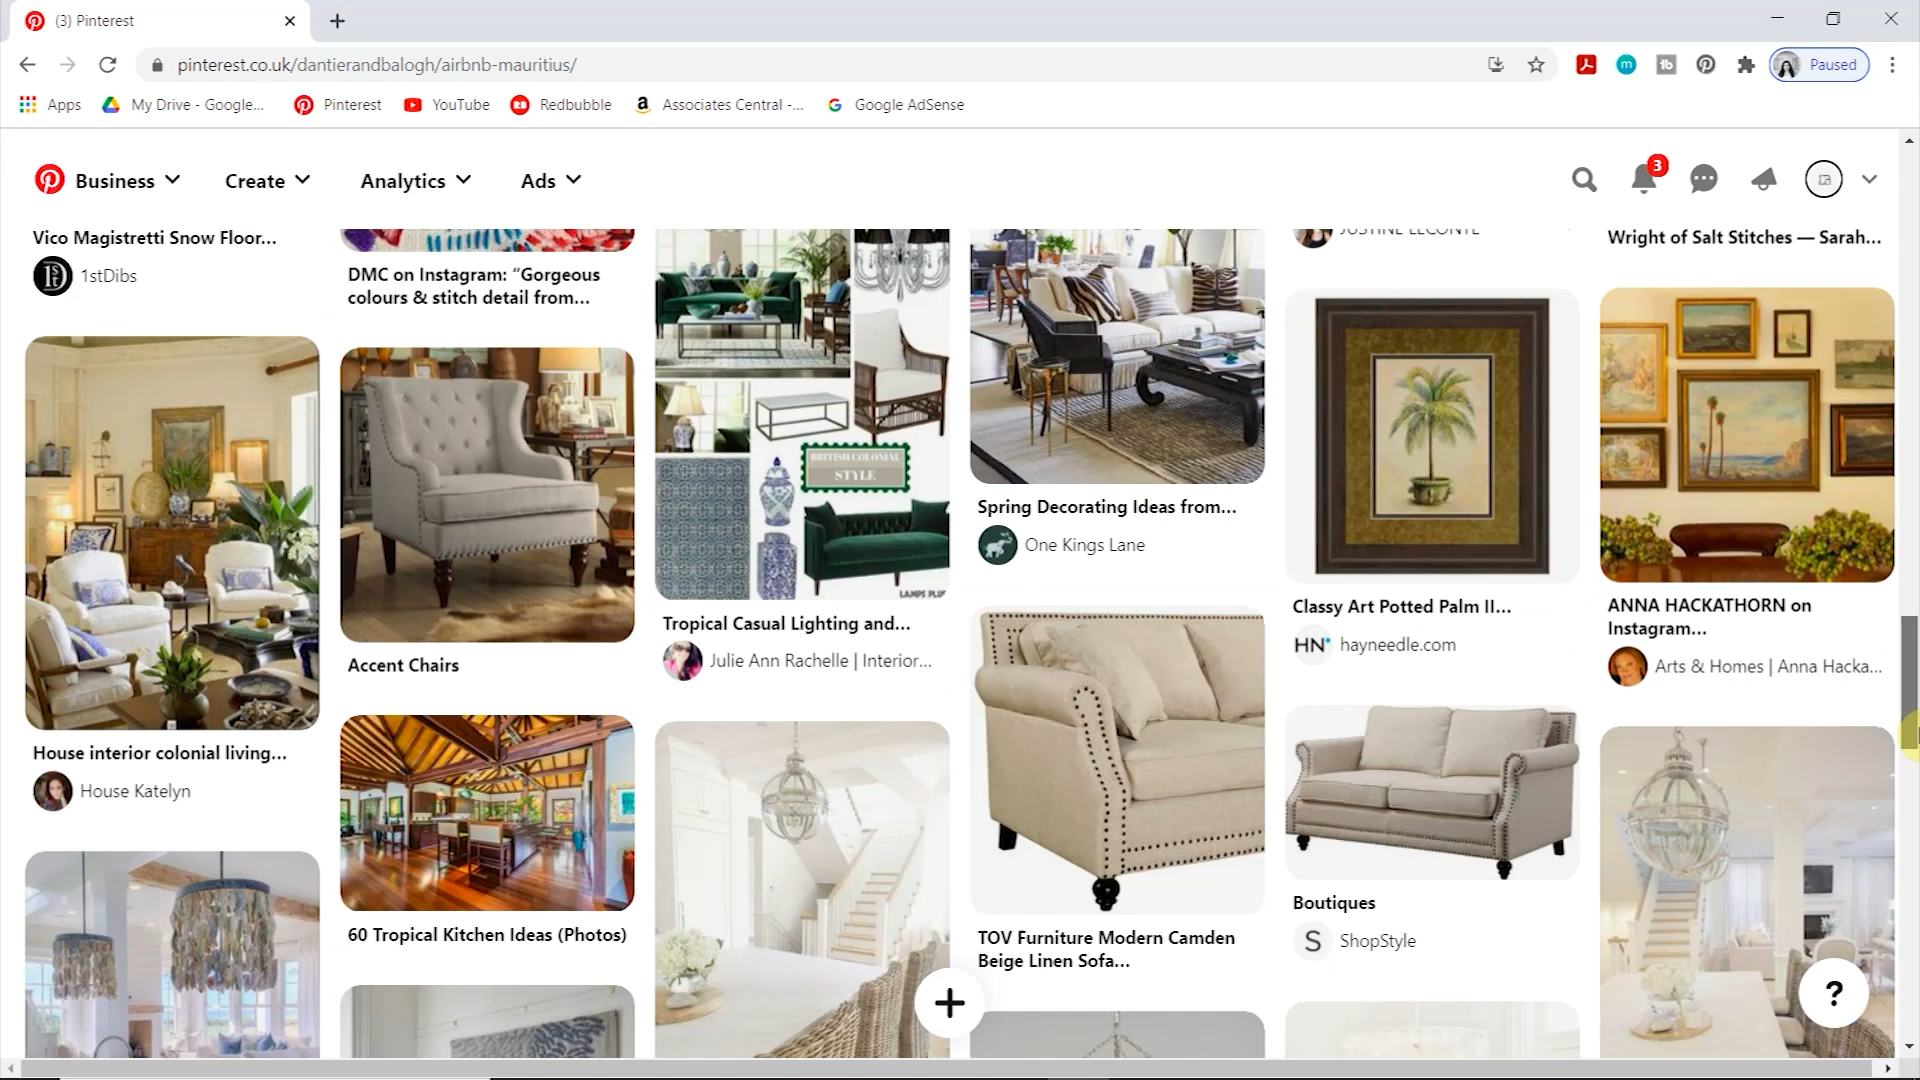 (3) Pinterest
pinterest.co.uk/dantierandbalogh/airbnb-mauritius/
Paused
Apps
My Drive - Google...
Pinterest
YouTube
Redbubble
Associates Central -...
Google AdSense
Business
Create
Analytics
Ads
3
Vico Magistretti Snow Floor...
1stDibs
House interior colonial living...
House Katelyn
DMC on Instagram: “Gorgeous
colours & stitch detail from...
Accent Chairs
60 Tropical Kitchen Ideas (Photos)
BRITISH COLONIAL
STYLE
LAMPS PLUS
Tropical Casual Lighting and...
Julie Ann Rachelle | Interior...
Spring Decorating Ideas from...
One Kings Lane
TOV Furniture Modern Camden
Beige Linen Sofa...
JUSTINE LECONTE
Classy Art Potted Palm II...
HN
hayneedle.com
Boutiques
S
ShopStyle
Wright of Salt Stitches — Sarah...
ANNA HACKATHORN on
Instagram...
Arts & Homes | Anna Hacka...
?